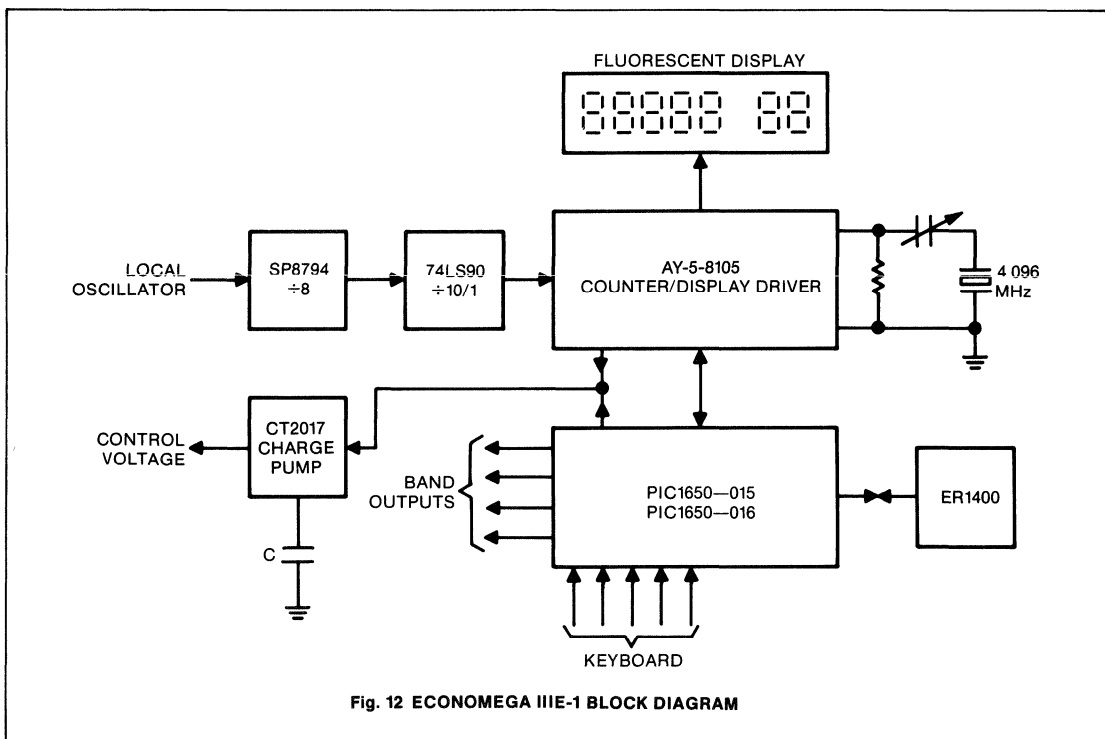 FLUORESCENT DISPLAY
88888 88
LOCAL
OSCILLATOR
SP8794
÷8
74LS90
÷10/1
AY-5-8105
COUNTER/DISPLAY DRIVER
4 096
MHz
CONTROL
VOLTAGE
CT2017
CHARGE
PUMP
C
BAND
OUTPUTS
PIC1650—015
PIC1650—016
ER1400
KEYBOARD
Fig. 12 ECONOMEGA IIIE-1 BLOCK DIAGRAM